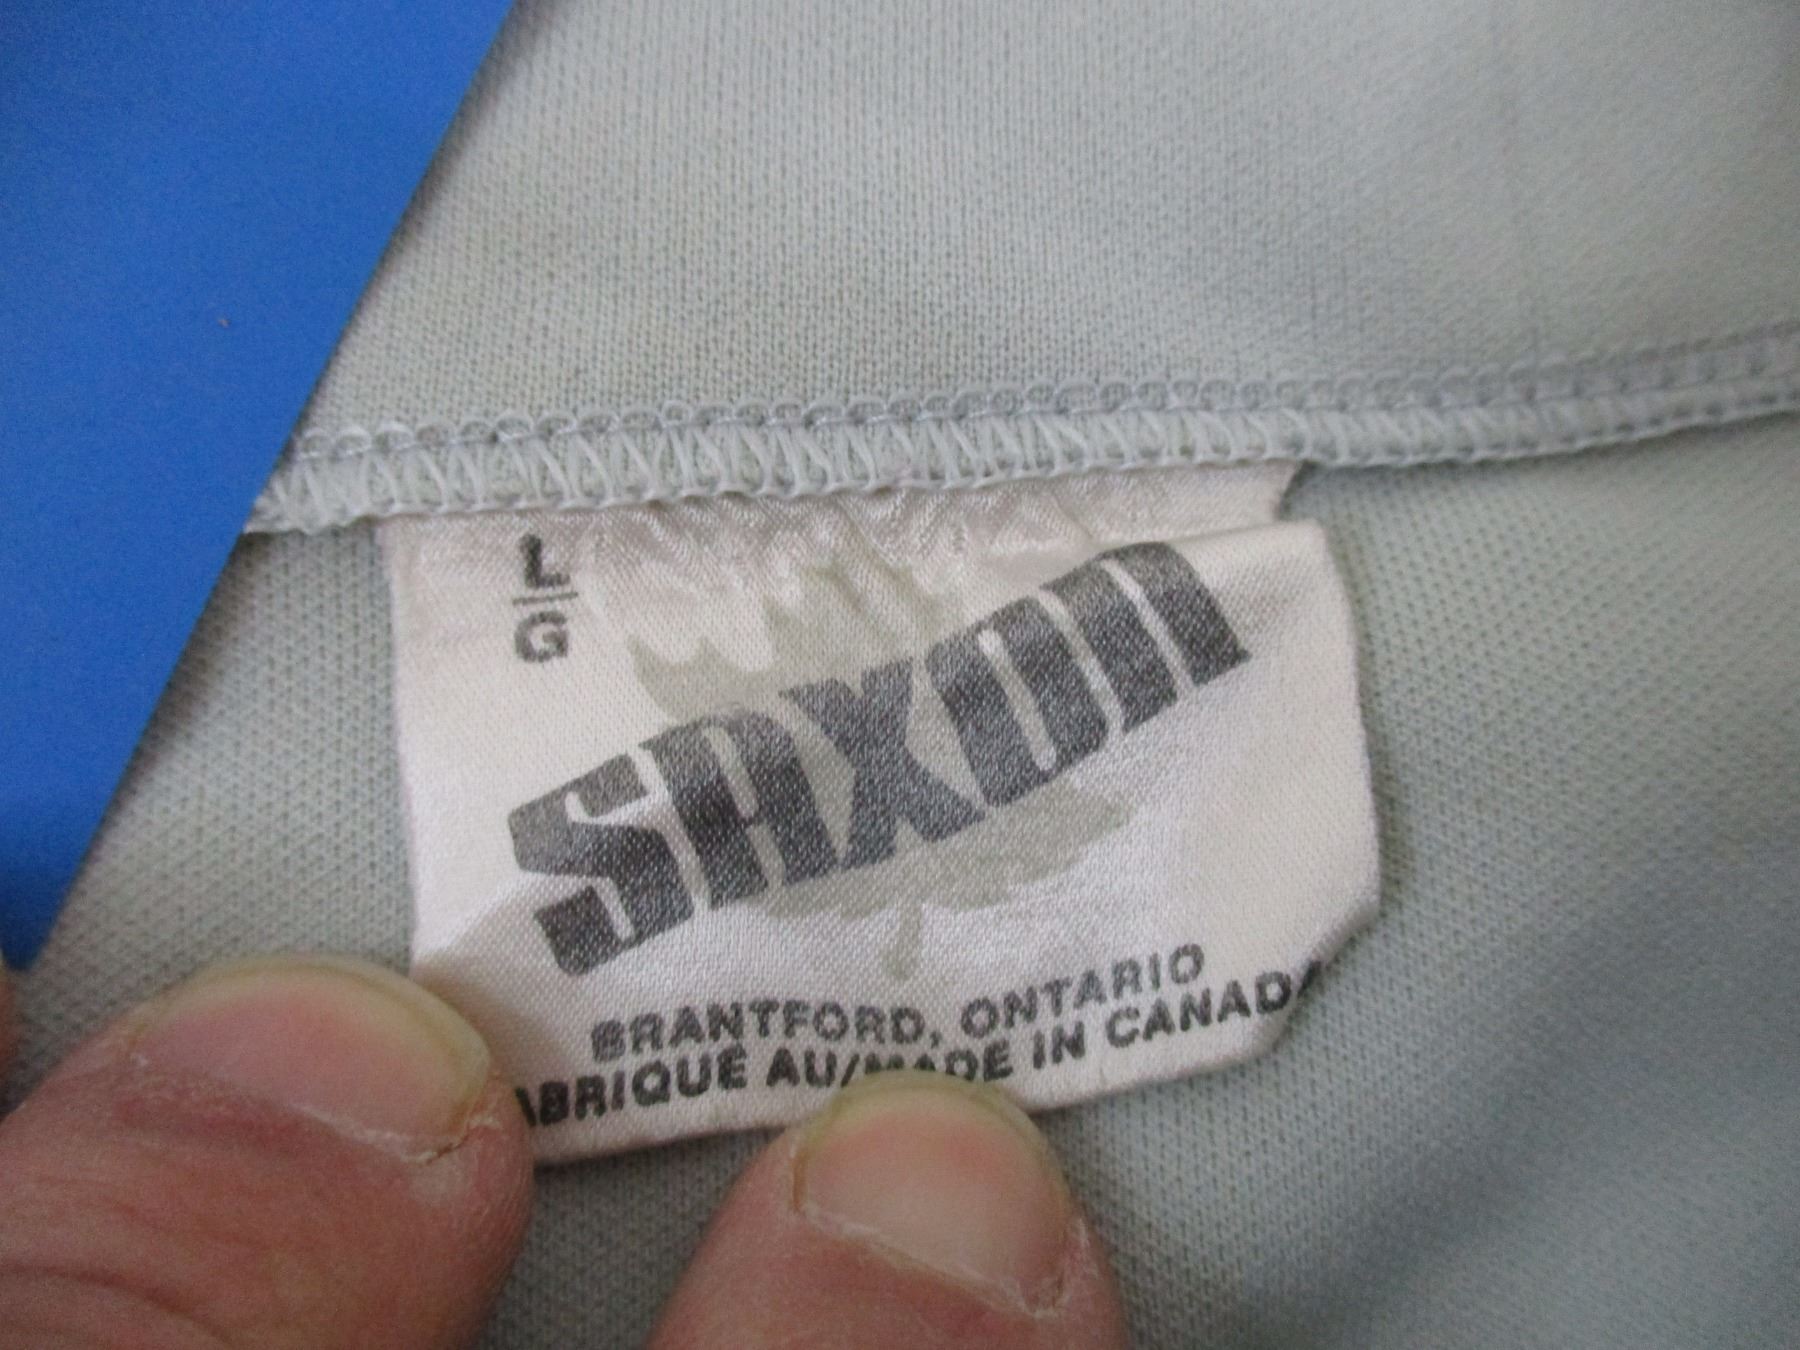 L
G
SAXON
BRANTFORD, ONTARIO
ABRIQUÉ AU/MADE IN CANADA